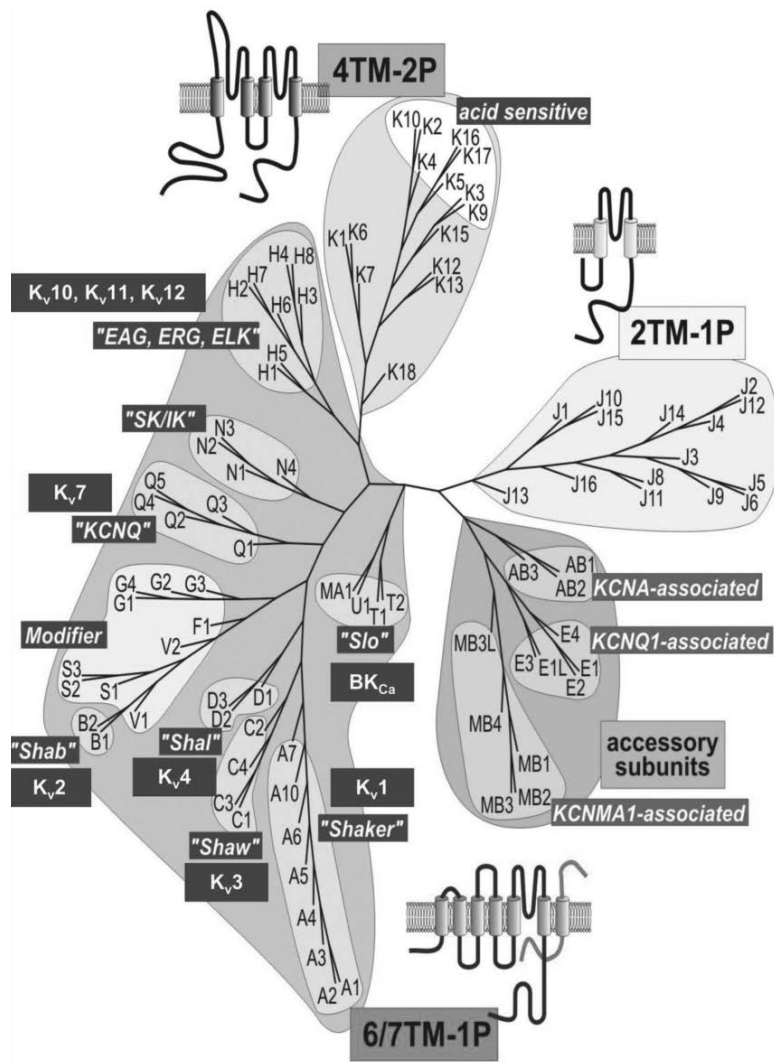 4TM-2P
acid sensitive
K10
K2
K16
K17
K4
K5
K3
K9
K15
K1
K6
K7
K12
K13
K18
2TM-1P
J1
J10
J15
J14
J2
J12
J4
J3
J13
J16
J8
J11
J9
J5
J6
Kv10, Kv11, Kv12
"EAG, ERG, ELK"
H4
H8
H7
H2
H6
H3
H5
H1
"SK/IK"
N3
N2
N1
N4
Kv7
"KCNQ"
Q5
Q4
Q3
Q2
Q1
Modifier
G4
G2
G3
G1
F1
V2
S3
S2
S1
V1
B2
B1
"Shab"
Kv2
MA1
U1
T2
T1
"Slo"
BKCa
D3
D1
D2
"Shal"
Kv4
C2
C4
C3
C1
"Shaw"
Kv3
A7
A10
A6
A5
A4
A3
A2
A1
Kv1
"Shaker"
AB3
AB1
AB2
KCNA-associated
E4
E3
E1L
E1
E2
KCNQ1-associated
MB3L
MB4
MB1
MB3
MB2
KCNMA1-associated
accessory
subunits
6/7TM-1P